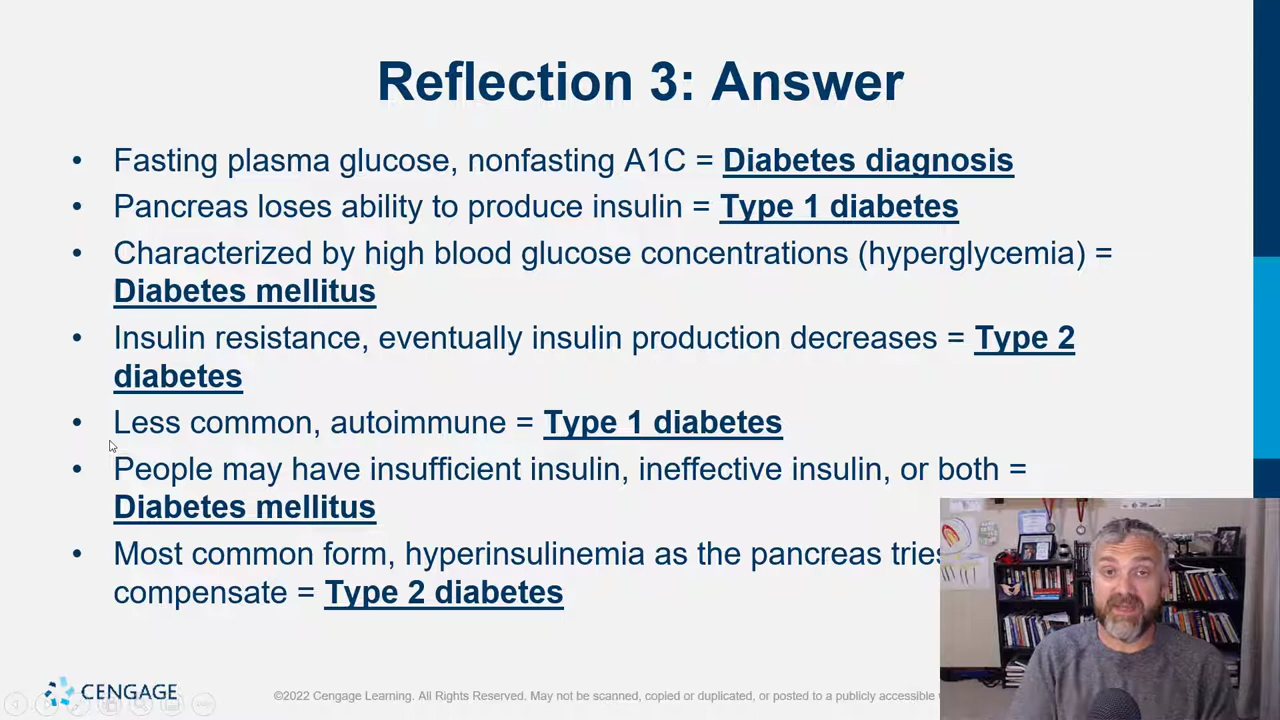 Reflection 3: Answer
• Fasting plasma glucose, nonfasting A1C = Diabetes diagnosis
• Pancreas loses ability to produce insulin = Type 1 diabetes
• Characterized by high blood glucose concentrations (hyperglycemia) =
Diabetes mellitus
• Insulin resistance, eventually insulin production decreases = Type 2
diabetes
• Less common, autoimmune = Type 1 diabetes
• People may have insufficient insulin, ineffective insulin, or both =
Diabetes mellitus
• Most common form, hyperinsulinemia as the pancreas tries
compensate = Type 2 diabetes
CENGAGE
©2022 Cengage Learning. All Rights Reserved. May not be scanned, copied or duplicated, or posted to a publicly accessible